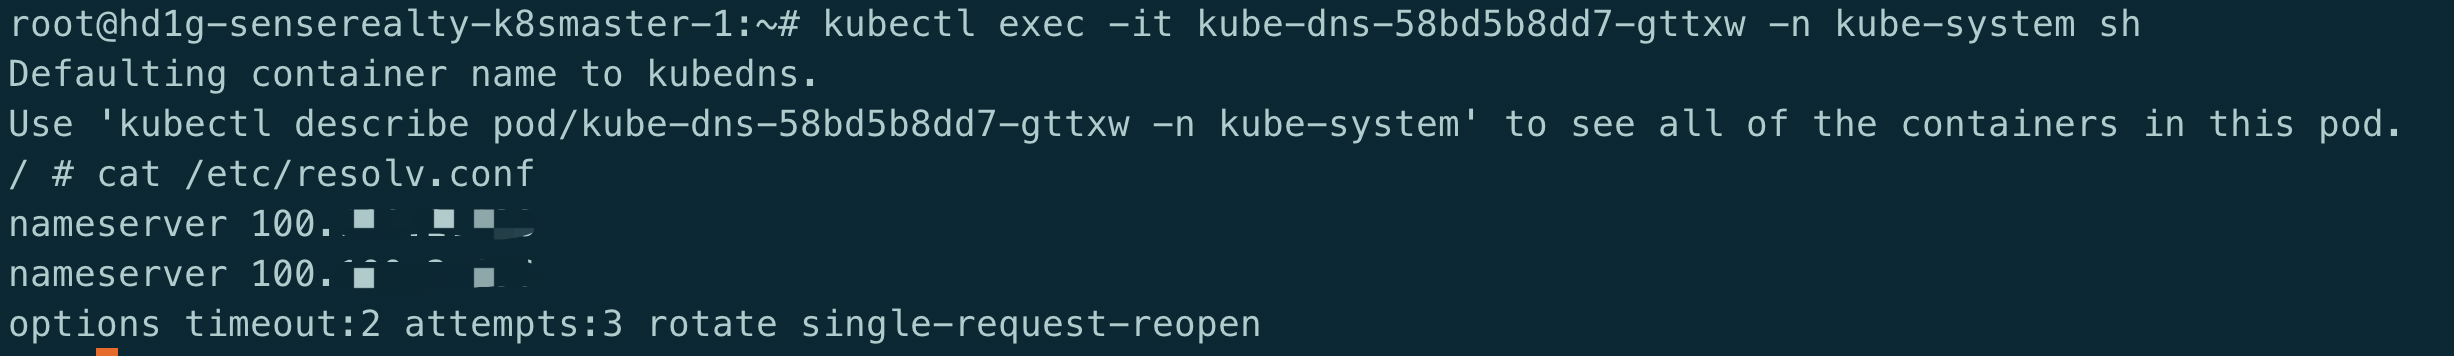 root@hd1g-senserealty-k8smaster-1:~# kubectl exec -it kube-dns-58bd5b8dd7-gttxw -n kube-system sh
Defaulting container name to kubedns.
Use 'kubectl describe pod/kube-dns-58bd5b8dd7-gttxw -n kube-system' to see all of the containers in this pod.
/ # cat /etc/resolv.conf
nameserver 100.
nameserver 100.
options timeout:2 attempts:3 rotate single-request-reopen